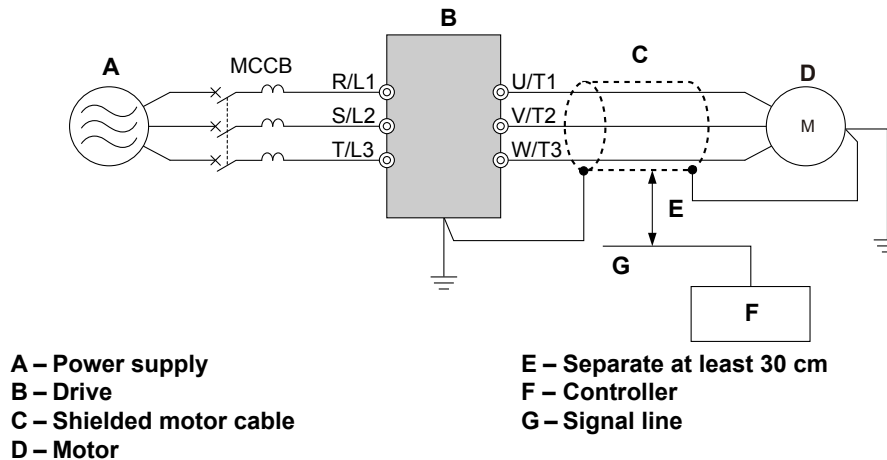 B
A
MCCB
C
D
R/L1
U/T1
S/L2
V/T2
M
T/L3
W/T3
E
G
F
A – Power supply
B – Drive
C – Shielded motor cable
D – Motor
E – Separate at least 30 cm
F – Controller
G – Signal line